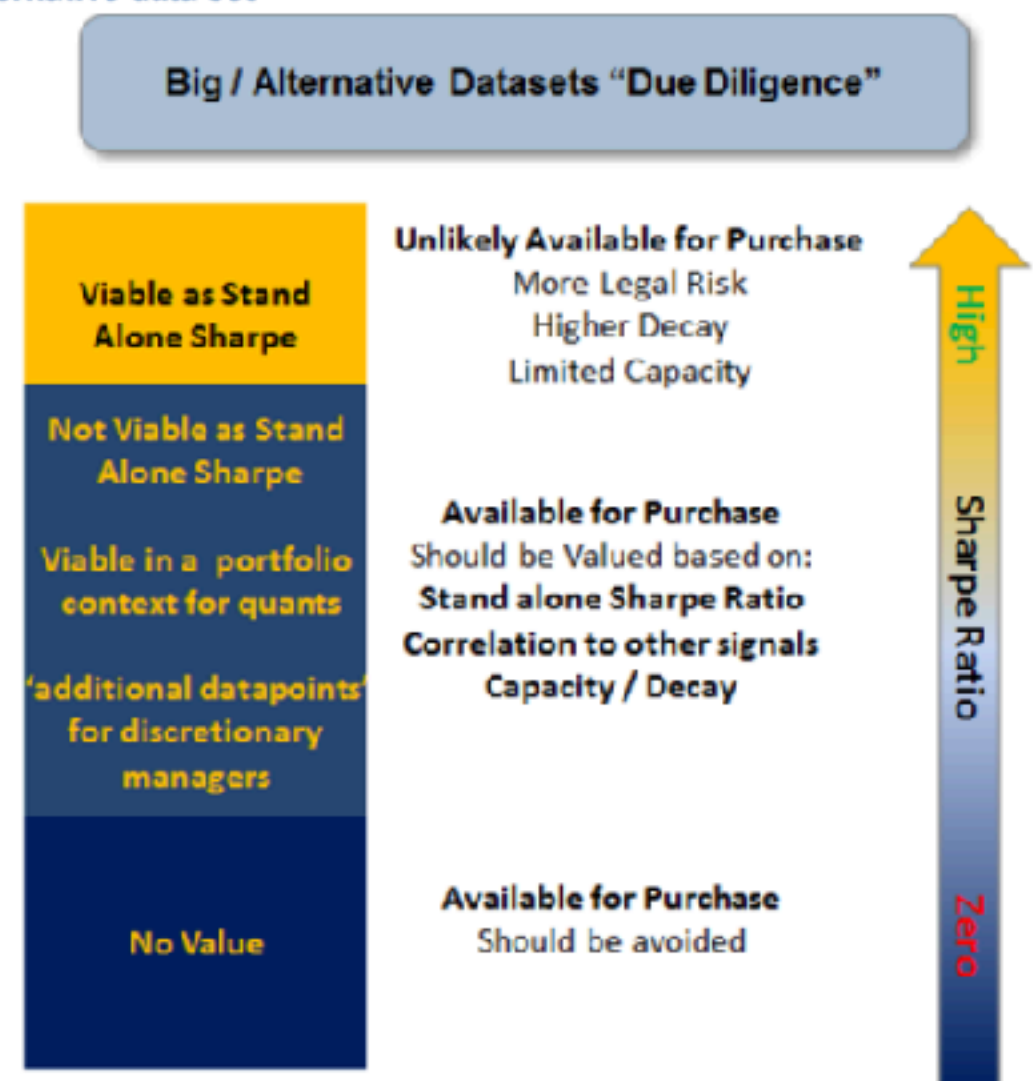 Big / Alternative Datasets “Due Diligence”
Viable as Stand
Alone Sharpe
Unlikely Available for Purchase
More Legal Risk
Higher Decay
Limited Capacity
High
Not Viable as Stand
Alone Sharpe
Viable in a portfolio
context for quants
‘additional datapoints’
for discretionary
managers
Available for Purchase
Should be Valued based on:
Stand alone Sharpe Ratio
Correlation to other signals
Capacity / Decay
Sharpe Ratio
No Value
Available for Purchase
Should be avoided
Zero